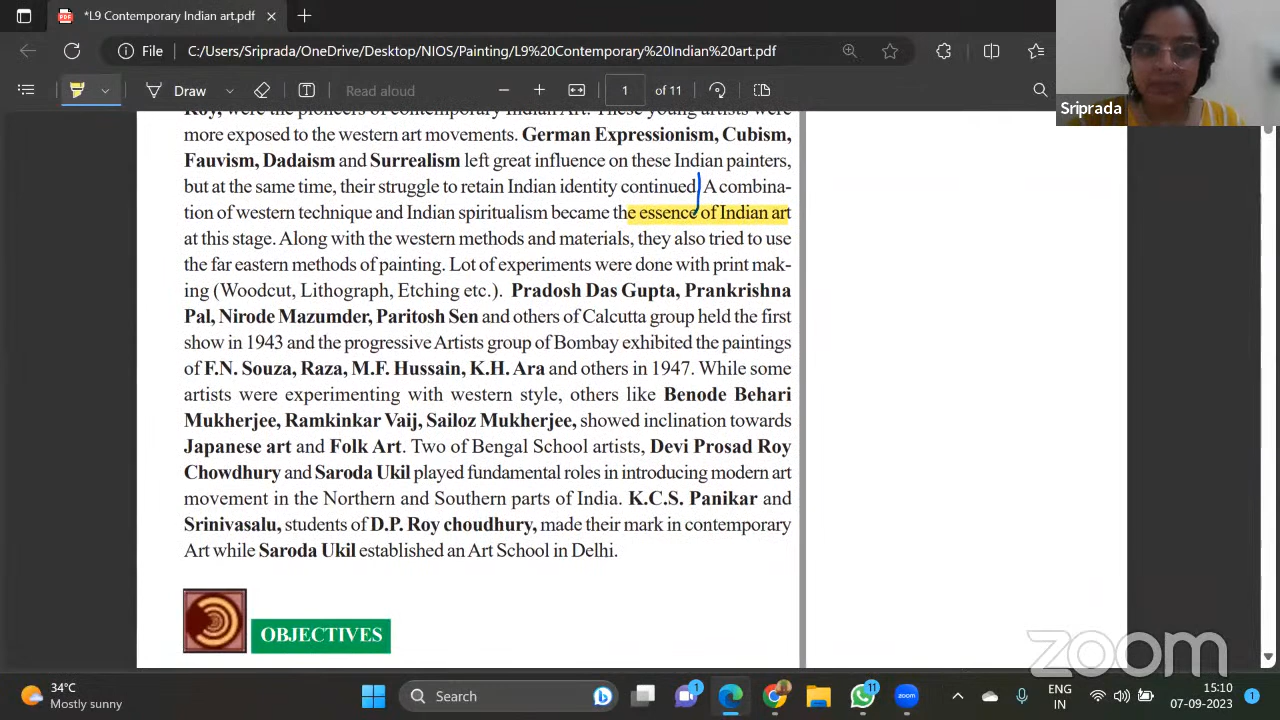 *L9 Contemporary Indian art.pdf
File C:/Users/Sriprada/OneDrive/Desktop/NIOS/Painting/L9%20Contemporary%20Indian%20art.pdf
Draw Read aloud 1 of 11
Sriprada
more exposed to the western art movements. German Expressionism, Cubism,
Fauvism, Dadaism and Surrealism left great influence on these Indian painters,
but at the same time, their struggle to retain Indian identity continued. A combina-
tion of western technique and Indian spiritualism became the essence of Indian art
at this stage. Along with the western methods and materials, they also tried to use
the far eastern methods of painting. Lot of experiments were done with print mak-
ing (Woodcut, Lithograph, Etching etc.). Pradosh Das Gupta, Prankrishna
Pal, Nirode Mazumder, Paritosh Sen and others of Calcutta group held the first
show in 1943 and the progressive Artists group of Bombay exhibited the paintings
of F.N. Souza, Raza, M.F. Hussain, K.H. Ara and others in 1947. While some
artists were experimenting with western style, others like Benode Behari
Mukherjee, Ramkinkar Vaij, Sailoz Mukherjee, showed inclination towards
Japanese art and Folk Art. Two of Bengal School artists, Devi Prosad Roy
Chowdhury and Saroda Ukil played fundamental roles in introducing modern art
movement in the Northern and Southern parts of India. K.C.S. Panikar and
Srinivasalu, students of D.P. Roy choudhury, made their mark in contemporary
Art while Saroda Ukil established an Art School in Delhi.
OBJECTIVES
zoom
34°C
Mostly sunny
Search
1
11
zoom
ENG
IN
15:10
07-09-2023
1